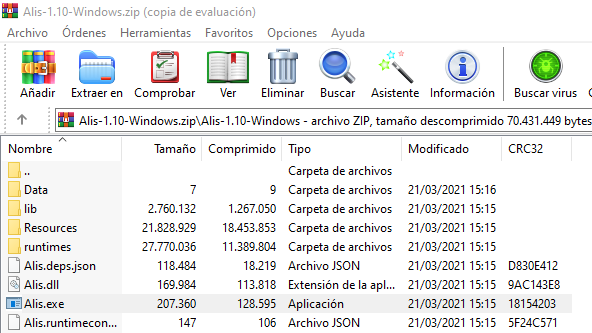 Alis-1.10-Windows.zip (copia de evaluación)
Archivo Órdenes Herramientas Favoritos Opciones Ayuda
Añadir Extraer en Comprobar Ver Eliminar Buscar Asistente Información Buscar virus
Alis-1.10-Windows.zip\Alis-1.10-Windows - archivo ZIP, tamaño descomprimido 70.431.449 bytes
Nombre Tamaño Comprimido Tipo Modificado CRC32
.. Carpeta de archivos
Data 7 9 Carpeta de archivos 21/03/2021 15:16
lib 2.760.132 1.267.050 Carpeta de archivos 21/03/2021 15:15
Resources 21.828.929 18.453.853 Carpeta de archivos 21/03/2021 15:15
runtimes 27.770.036 11.389.804 Carpeta de archivos 21/03/2021 15:15
Alis.deps.json 118.484 18.219 Archivo JSON 21/03/2021 15:15 D830E412
Alis.dll 169.984 113.818 Extensión de la apl... 21/03/2021 15:15 9AC143E8
Alis.exe 207.360 128.595 Aplicación 21/03/2021 15:15 18154203
Alis.runtimecon... 147 106 Archivo JSON 21/03/2021 15:15 5F24C571